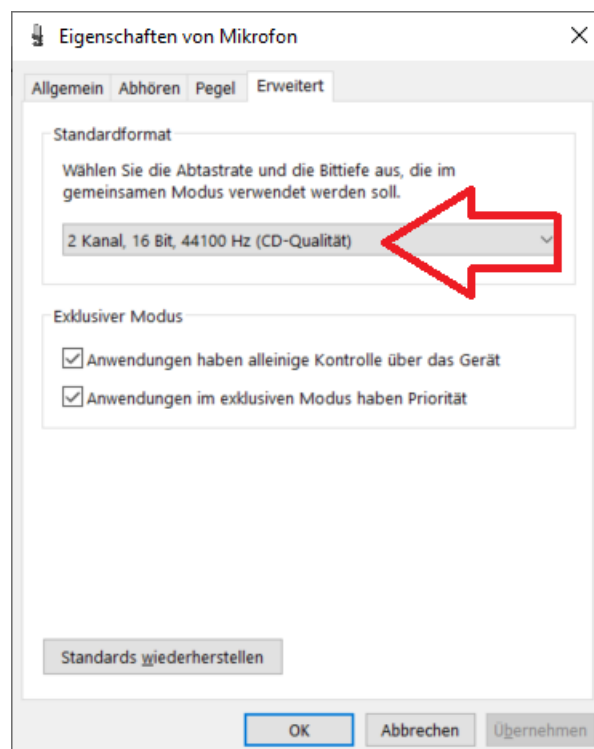 Eigenschaften von Mikrofon
Allgemein Abhören Pegel Erweitert
Standardformat
Wählen Sie die Abtastrate und die Bittiefe aus, die im
gemeinsamen Modus verwendet werden soll.
2 Kanal, 16 Bit, 44100 Hz (CD-Qualität)
Exklusiver Modus
Anwendungen haben alleinige Kontrolle über das Gerät
Anwendungen im exklusiven Modus haben Priorität
Standards wiederherstellen
OK Abbrechen Übernehmen